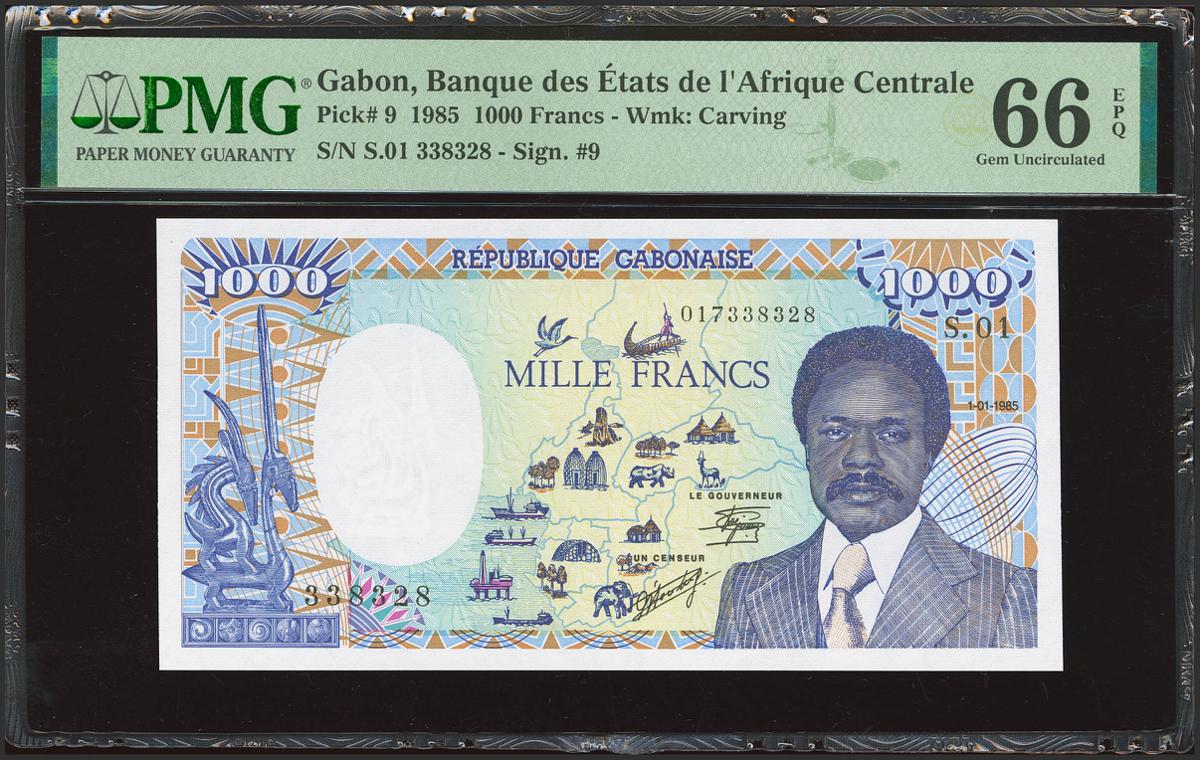 PMG®
PAPER MONEY GUARANTY
Gabon, Banque des États de l'Afrique Centrale
Pick# 9 1985 1000 Francs - Wmk: Carving
S/N S.01 338328 - Sign. #9
66
EPQ
Gem Uncirculated
RÉPUBLIQUE GABONAISE
1000
1000
017338328
S.01
MILLE FRANCS
1-01-1985
LE GOUVERNEUR
UN CENSEUR
338328